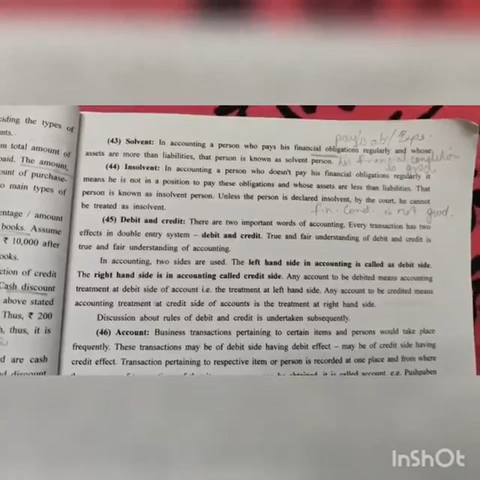 ciding the types of
nts.
m total amount of
paid. The amount
ount of purchase-
o main types of
entage / amount
books. Assume
₹ 10,000 after
ooks.
ction of credit
Cash discount
above stated
Thus, ₹ 200
n, thus, it is
d are cash
d discount
(43) Solvent: In accounting a person who pays his financial obligations regularly and whose
assets are more than liabilities, that person is known as solvent person. his financial condition
is good.
(44) Insolvent: In accounting a person who doesn't pay his financial obligations regularly it
means he is not in a position to pay these obligations and whose assets are less than liabilities. That
person is known as insolvent person. Unless the person is declared insolvent, by the court, he cannot
be treated as insolvent.
fin. Cond. is not good.
(45) Debit and credit: There are two important words of accounting. Every transaction has two
effects in double entry system – debit and credit. True and fair understanding of debit and credit is
true and fair understanding of accounting.
In accounting, two sides are used. The left hand side in accounting is called as debit side.
The right hand side is in accounting called credit side. Any account to be debited means accounting
treatment at debit side of account i.e. the treatment at left hand side. Any account to be credited means
accounting treatment at credit side of accounts is the treatment at right hand side.
Discussion about rules of debit and credit is undertaken subsequently.
(46) Account: Business transactions pertaining to certain items and persons would take place
frequently. These transactions may be of debit side having debit effect – may be of credit side having
credit effect. Transaction pertaining to respective item or person is recorded at one place and from where
it is called account. e.g. Pushpaben
InShOt